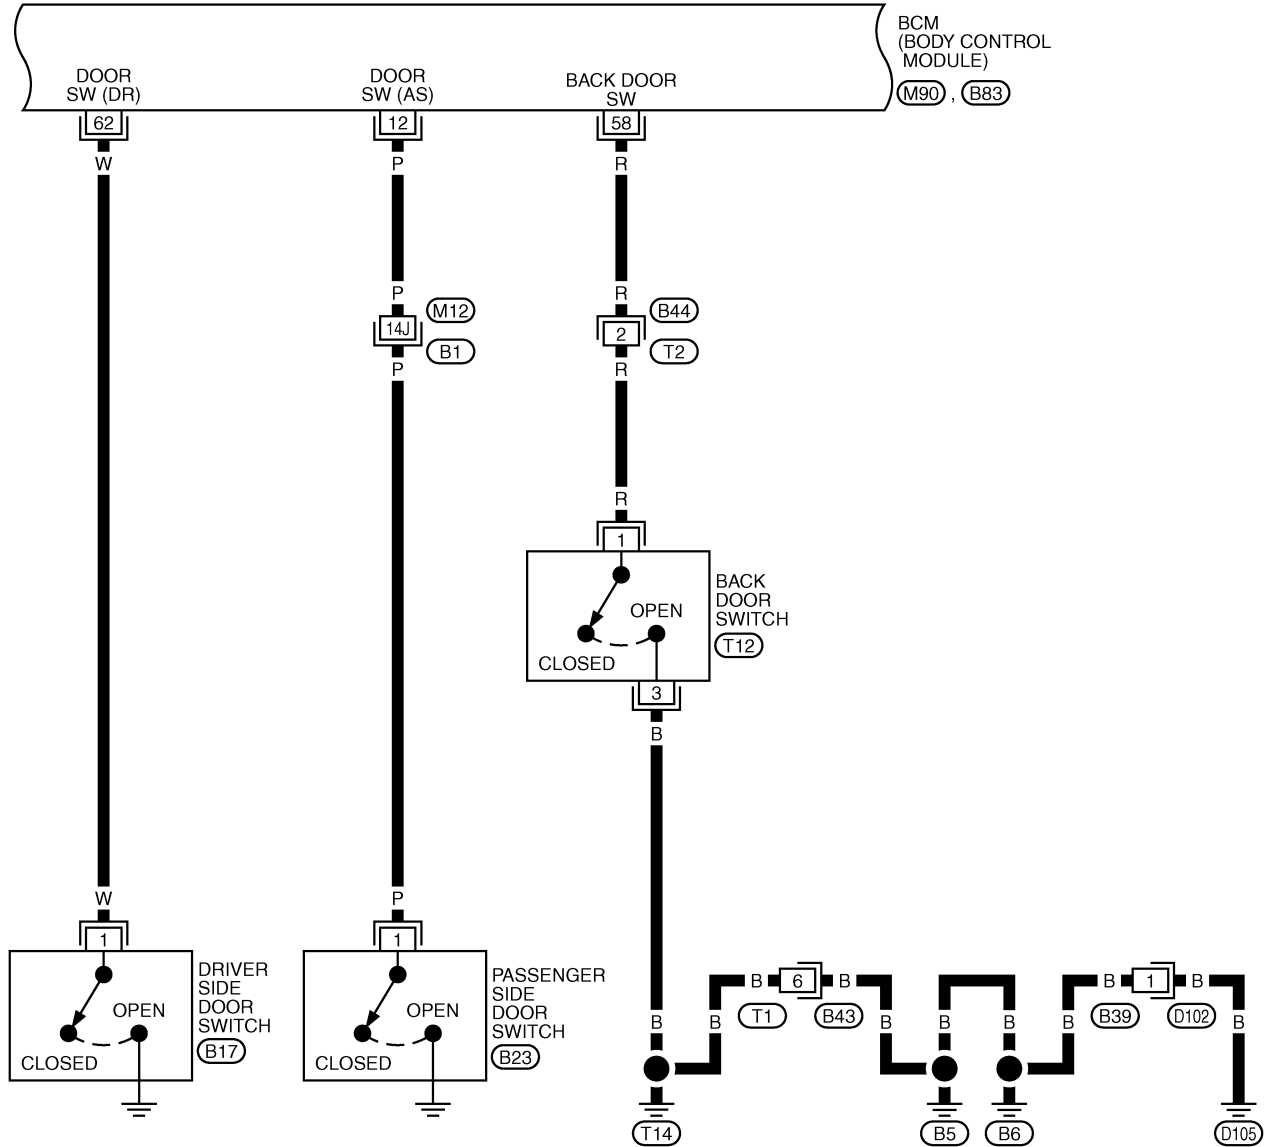 BCM
(BODY CONTROL
MODULE)
M90 , B83
DOOR
SW (DR)
DOOR
SW (AS)
BACK DOOR
SW
62
12
58
W
P
R
P
R
M12
B44
14J
2
B1
T2
P
R
R
1
BACK
DOOR
SWITCH
T12
OPEN
CLOSED
3
B
W
P
1
1
DRIVER
SIDE
DOOR
SWITCH
B17
OPEN
CLOSED
PASSENGER
SIDE
DOOR
SWITCH
B23
OPEN
CLOSED
B
6
B
B
1
B
T1
B43
B39
D102
B
B
B
B
B
B
B
T14
B5
B6
D105